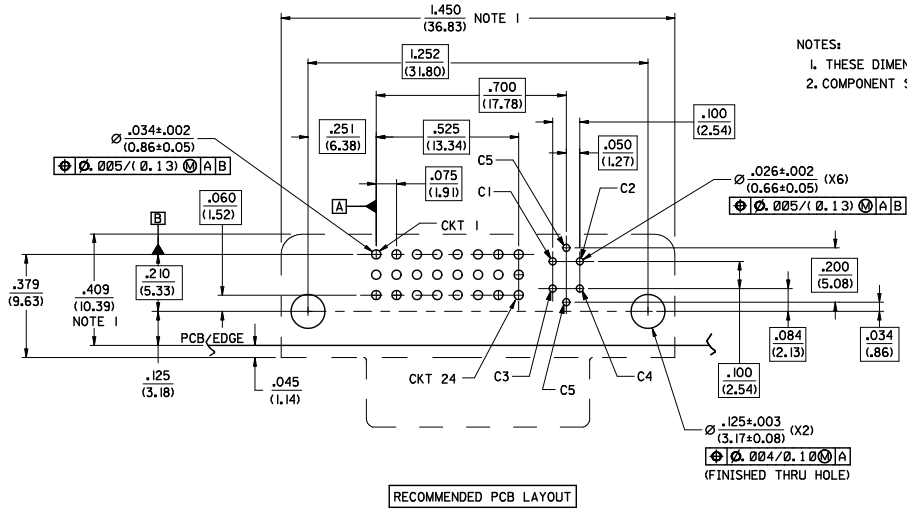 1.450
(36.83) NOTE 1
1.252
(31.80)
NOTES:
1. THESE DIMEN
2. COMPONENT S
.700
(17.78)
.100
(2.54)
.251
(6.38)
.525
(13.34)
.050
(1.27)
Ø .034±.002
(0.86±0.05)
⌖ Ø.005/(0.13) Ⓜ A B
C5
C1
C2
Ø .026±.002
(0.66±0.05) (X6)
⌖ Ø.005/(0.13) Ⓜ A B
.075
(1.91)
.060
(1.52)
A
B
CKT 1
.379
(9.63)
.409
(10.39)
NOTE 1
.210
(5.33)
.200
(5.08)
PCB EDGE
.084
(2.13)
.034
(.86)
.125
(3.18)
.045
(1.14)
CKT 24
C3
C5
C4
.100
(2.54)
Ø .125±.003
(3.17±0.08) (X2)
⌖ Ø.004/0.10 Ⓜ A
(FINISHED THRU HOLE)
RECOMMENDED PCB LAYOUT